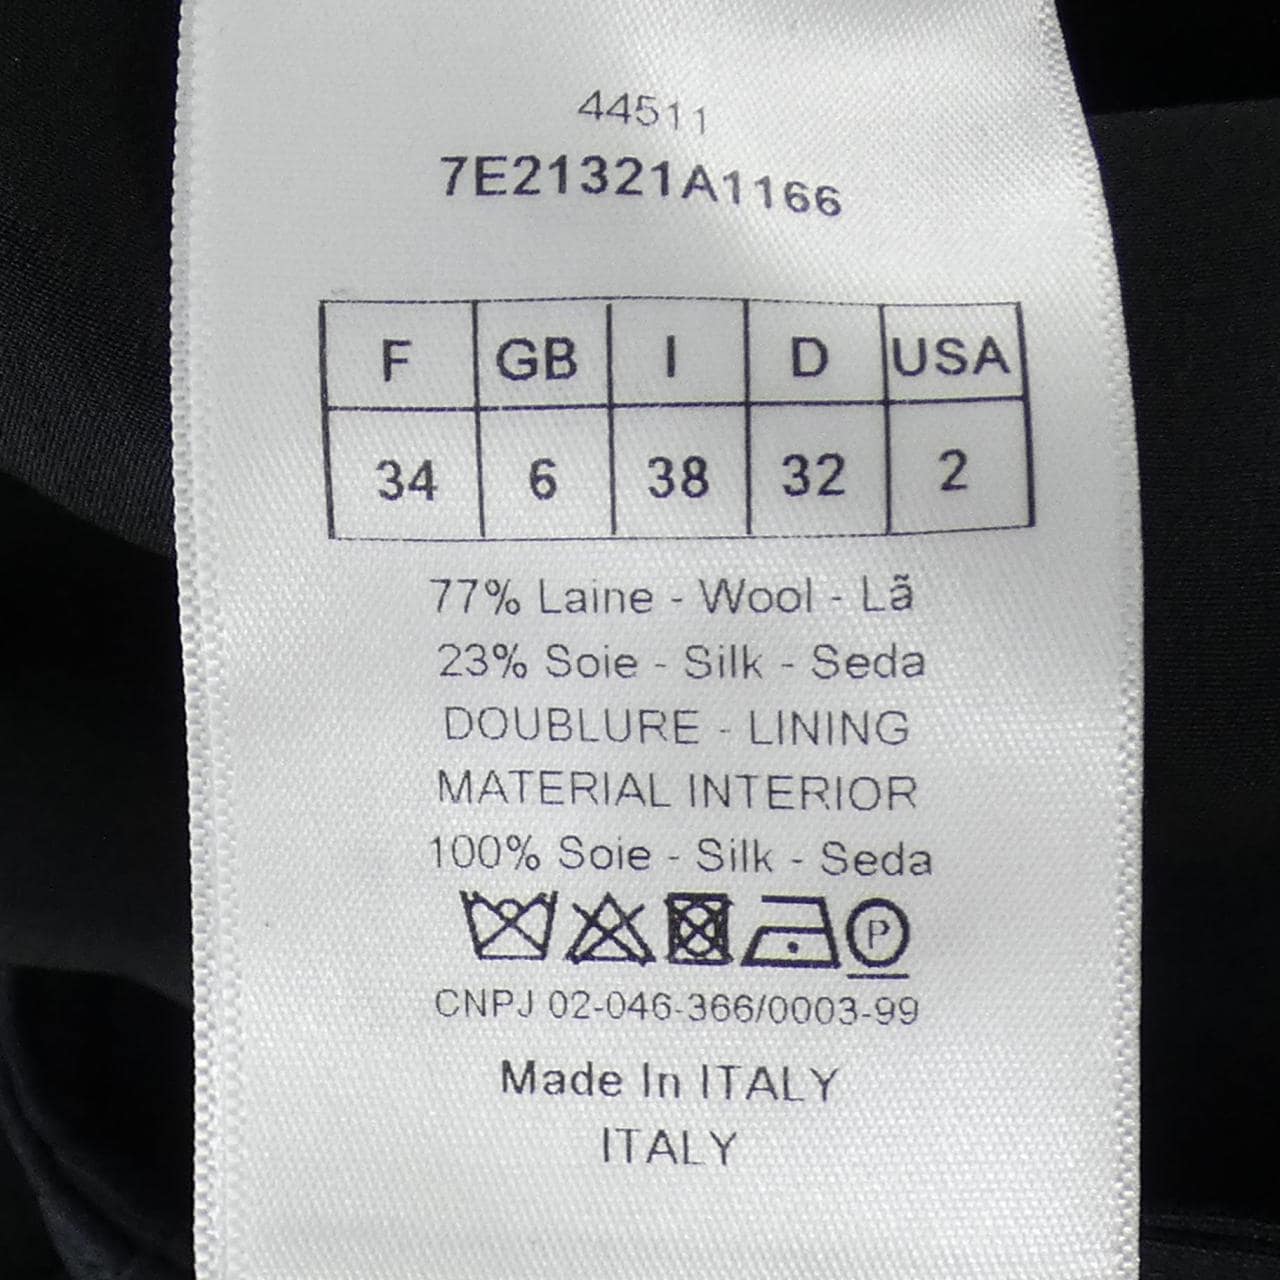 44511
7E21321A1166
F GB I D USA
34 6 38 32 2
77% Laine - Wool - Lã
23% Soie - Silk - Seda
DOUBLURE - LINING
MATERIAL INTERIOR
100% Soie - Silk - Seda
P
CNPJ 02-046-366/0003-99
Made In ITALY
ITALY